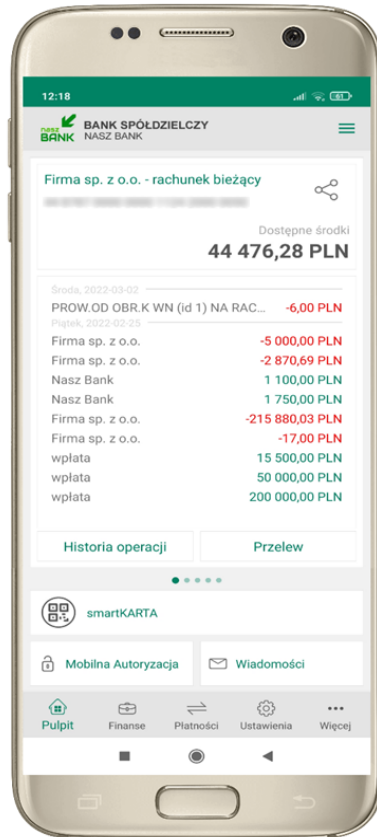 12:18
61
nasz BANK
BANK SPÓŁDZIELCZY
NASZ BANK
Firma sp. z o.o. - rachunek bieżący
Dostępne środki
44 476,28 PLN
Środa, 2022-03-02
PROW.OD OBR.K WN (id 1) NA RAC... -6,00 PLN
Piątek, 2022-02-25
Firma sp. z o.o. -5 000,00 PLN
Firma sp. z o.o. -2 870,69 PLN
Nasz Bank 1 100,00 PLN
Nasz Bank 1 750,00 PLN
Firma sp. z o.o. -215 880,03 PLN
Firma sp. z o.o. -17,00 PLN
wpłata 15 500,00 PLN
wpłata 50 000,00 PLN
wpłata 200 000,00 PLN
Historia operacji Przelew
smartKARTA
Mobilna Autoryzacja Wiadomości
Pulpit Finanse Płatności Ustawienia Więcej